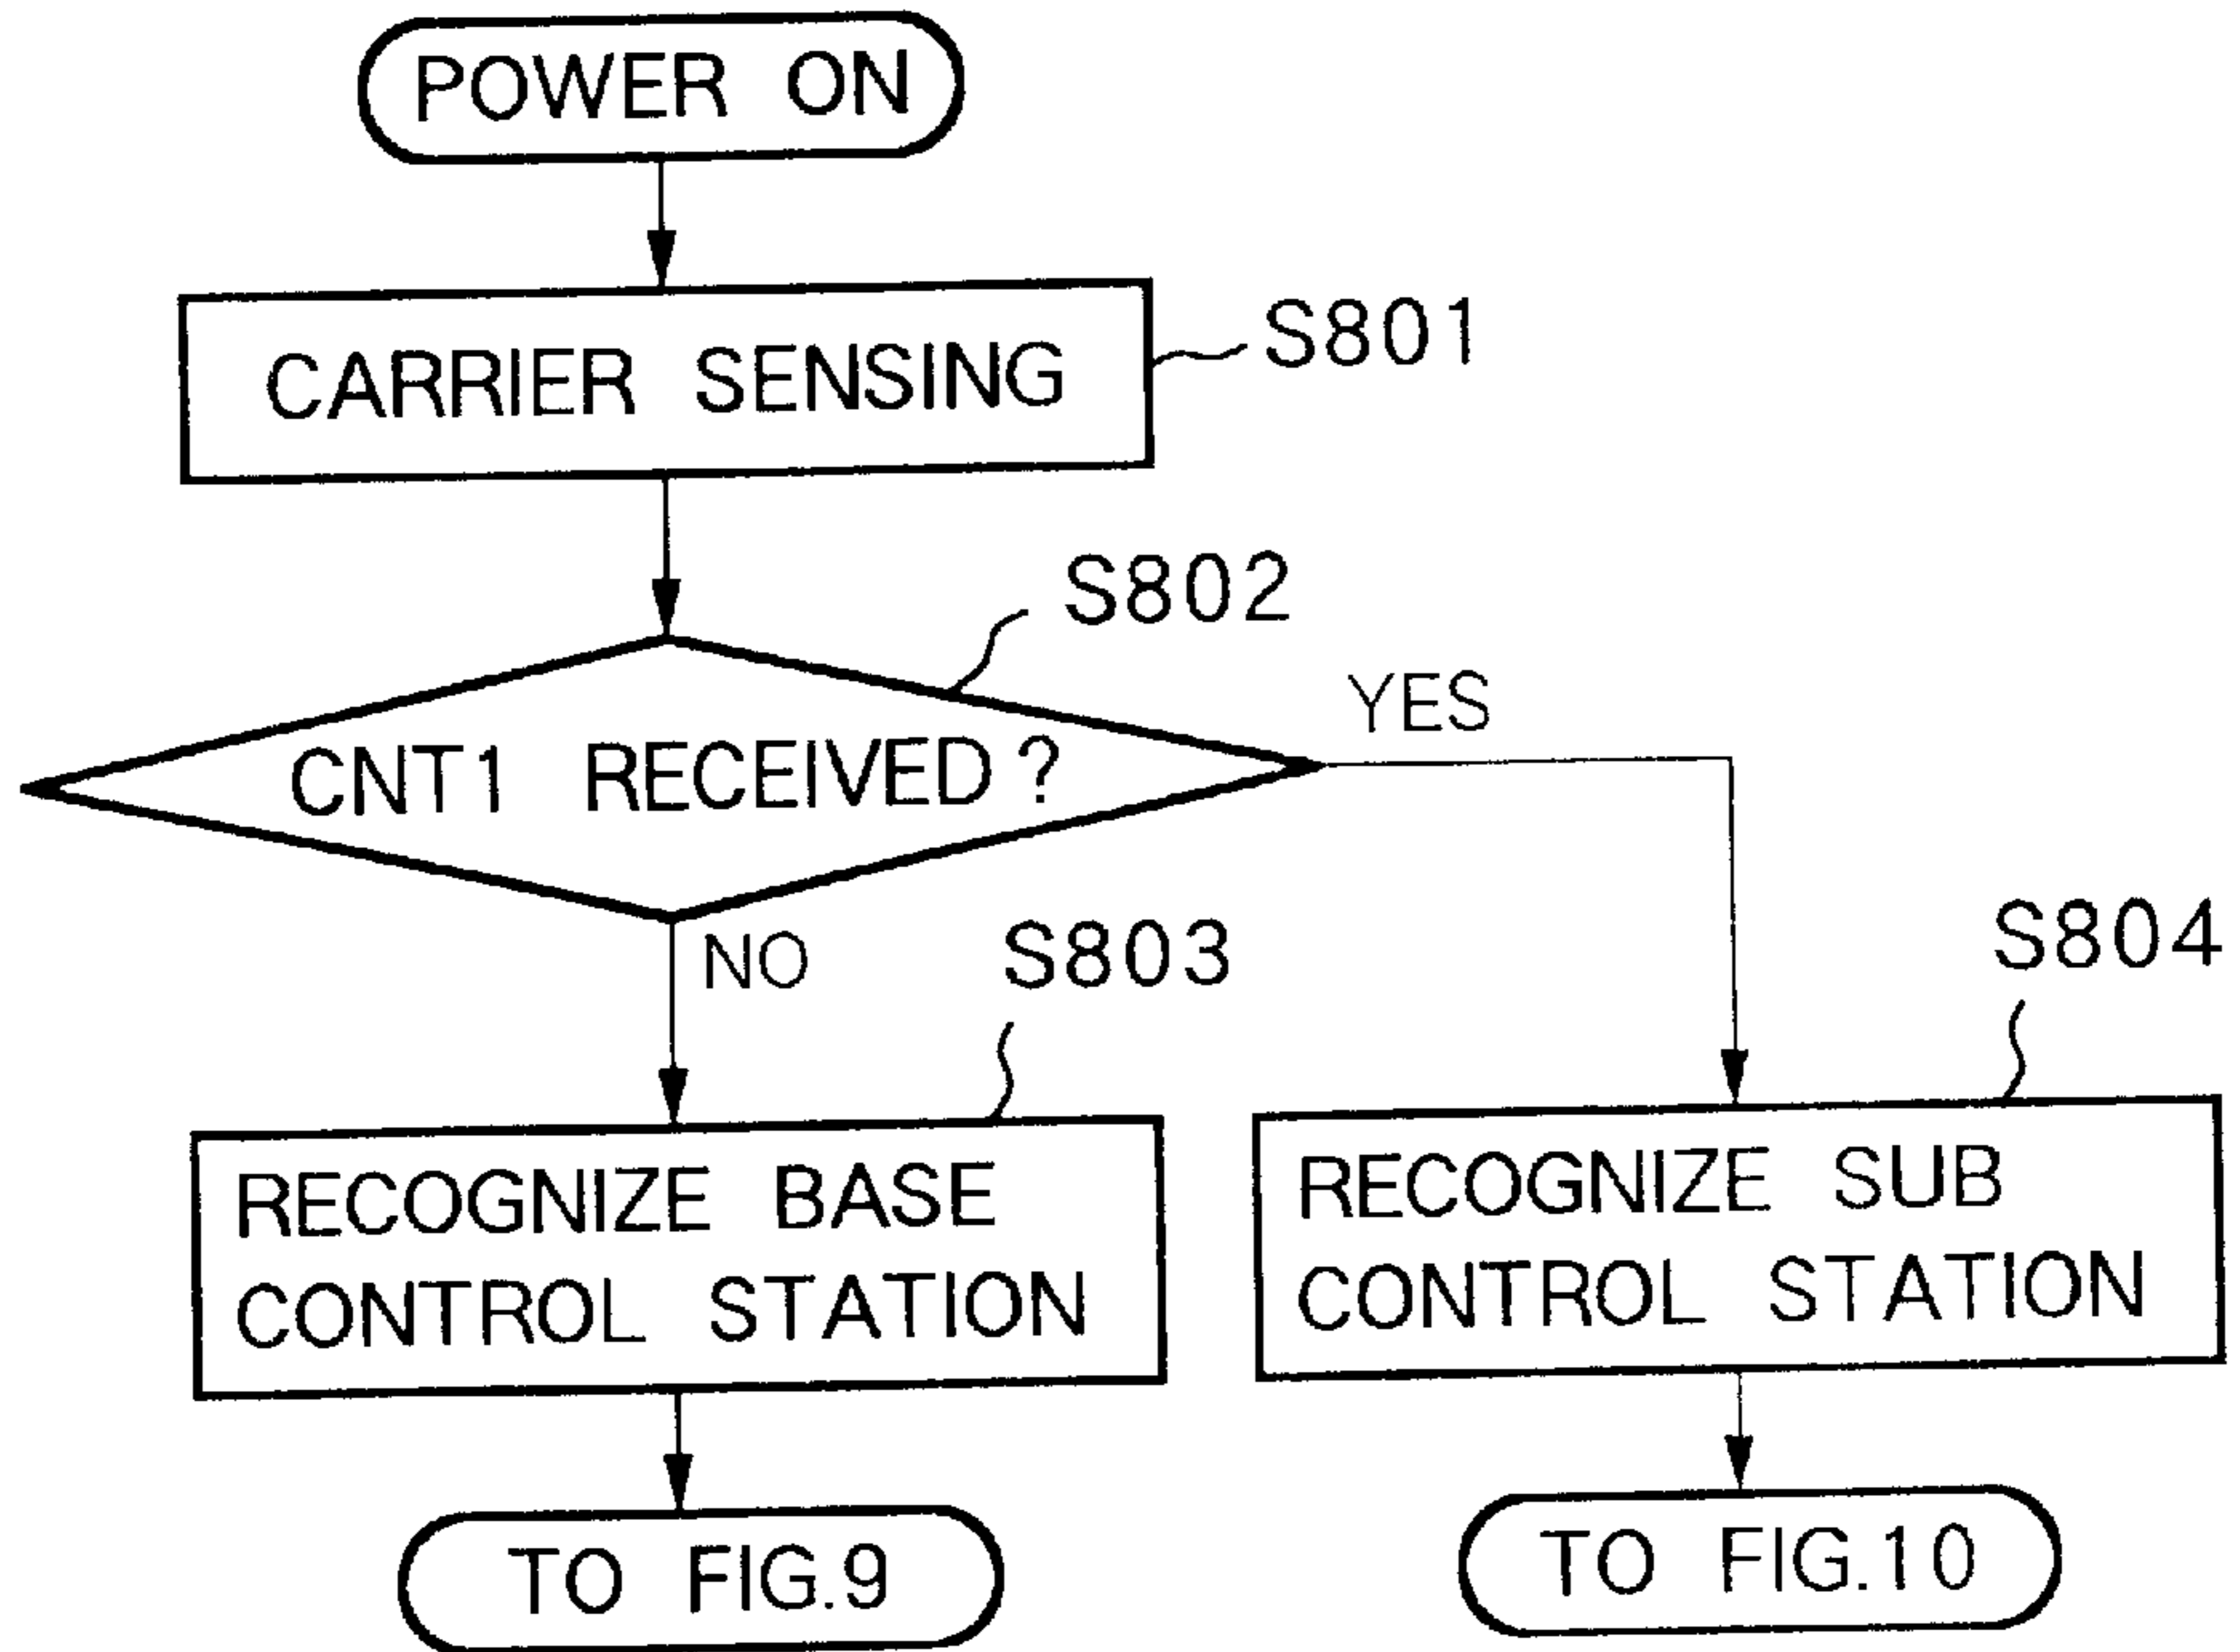 POWER ON
CARRIER SENSING
S801
S802
CNT1 RECEIVED?
YES
NO
S803
S804
RECOGNIZE BASE
CONTROL STATION
RECOGNIZE SUB
CONTROL STATION
TO FIG.9
TO FIG.10